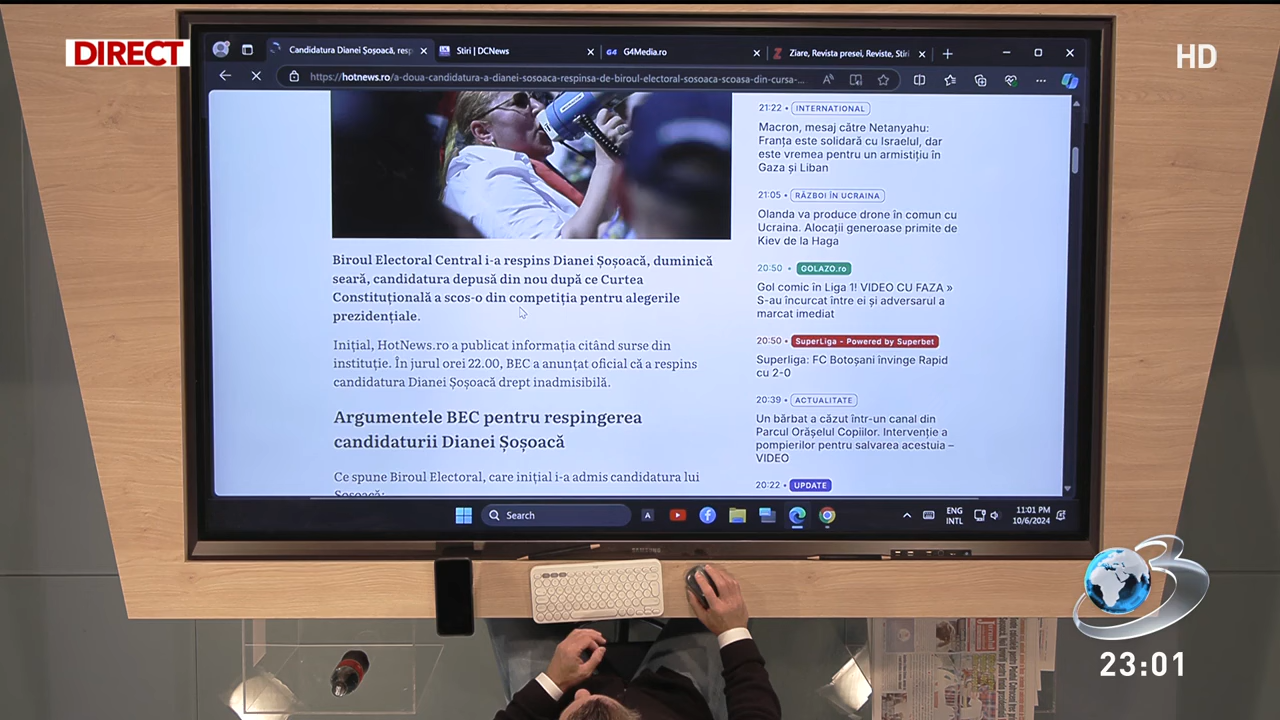 DIRECT
HD
Candidatura Dianei Șoșoacă, resp
Stiri | DCNews
G4
G4Media.ro
Z
Ziare, Revista presei, Reviste, Stiri
https://hotnews.ro/a-doua-candidatura-a-dianei-sosoaca-respinsa-de-biroul-electoral-sosoaca-scoasa-din-cursa-...
Biroul Electoral Central i-a respins Dianei Șoșoacă, duminică
seară, candidatura depusă din nou după ce Curtea
Constituțională a scos-o din competiția pentru alegerile
prezidențiale.
Inițial, HotNews.ro a publicat informația citând surse din
instituție. În jurul orei 22.00, BEC a anunțat oficial că a respins
candidatura Dianei Șoșoacă drept inadmisibilă.
Argumentele BEC pentru respingerea
candidaturii Dianei Șoșoacă
Ce spune Biroul Electoral, care inițial i-a admis candidatura lui
Șoșoacă:
21:22 • INTERNATIONAL
Macron, mesaj către Netanyahu:
Franța este solidară cu Israelul, dar
este vremea pentru un armistițiu în
Gaza și Liban
21:05 • RĂZBOI ÎN UCRAINA
Olanda va produce drone în comun cu
Ucraina. Alocații generoase primite de
Kiev de la Haga
20:50 • GOLAZO.ro
Gol comic în Liga 1! VIDEO CU FAZA »
S-au încurcat între ei și adversarul a
marcat imediat
20:50 • SuperLiga - Powered by Superbet
Superliga: FC Botoșani învinge Rapid
cu 2-0
20:39 • ACTUALITATE
Un bărbat a căzut într-un canal din
Parcul Orășelul Copiilor. Intervenție a
pompierilor pentru salvarea acestuia –
VIDEO
20:22 • UPDATE
Search
A
ENG
INTL
11:01 PM
10/6/2024
SAMSUNG
Jurnalul
3
23:01